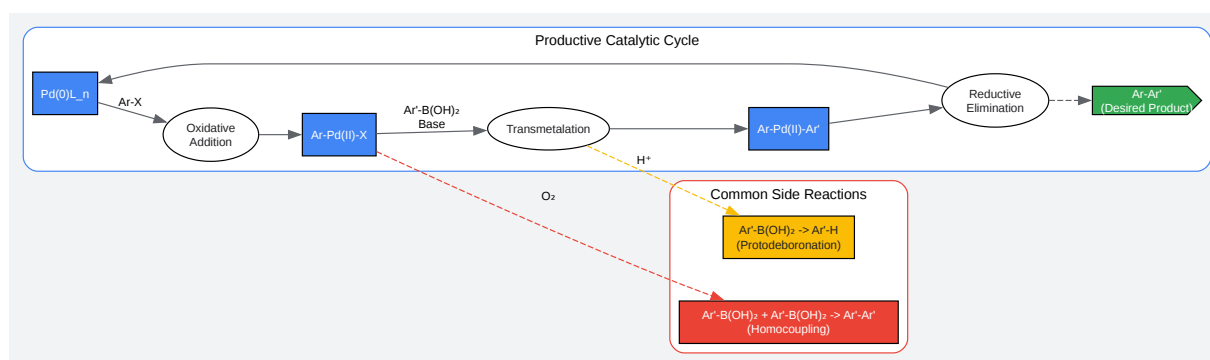 Productive Catalytic Cycle
Pd(0)L_n
Ar-X
Oxidative
Addition
Ar-Pd(II)-X
Ar'-B(OH)₂
Base
Transmetalation
Ar-Pd(II)-Ar'
Reductive
Elimination
Ar-Ar'
(Desired Product)
H⁺
O₂
Common Side Reactions
Ar'-B(OH)₂ -> Ar'-H
(Protodeboronation)
Ar'-B(OH)₂ + Ar'-B(OH)₂ -> Ar'-Ar'
(Homocoupling)